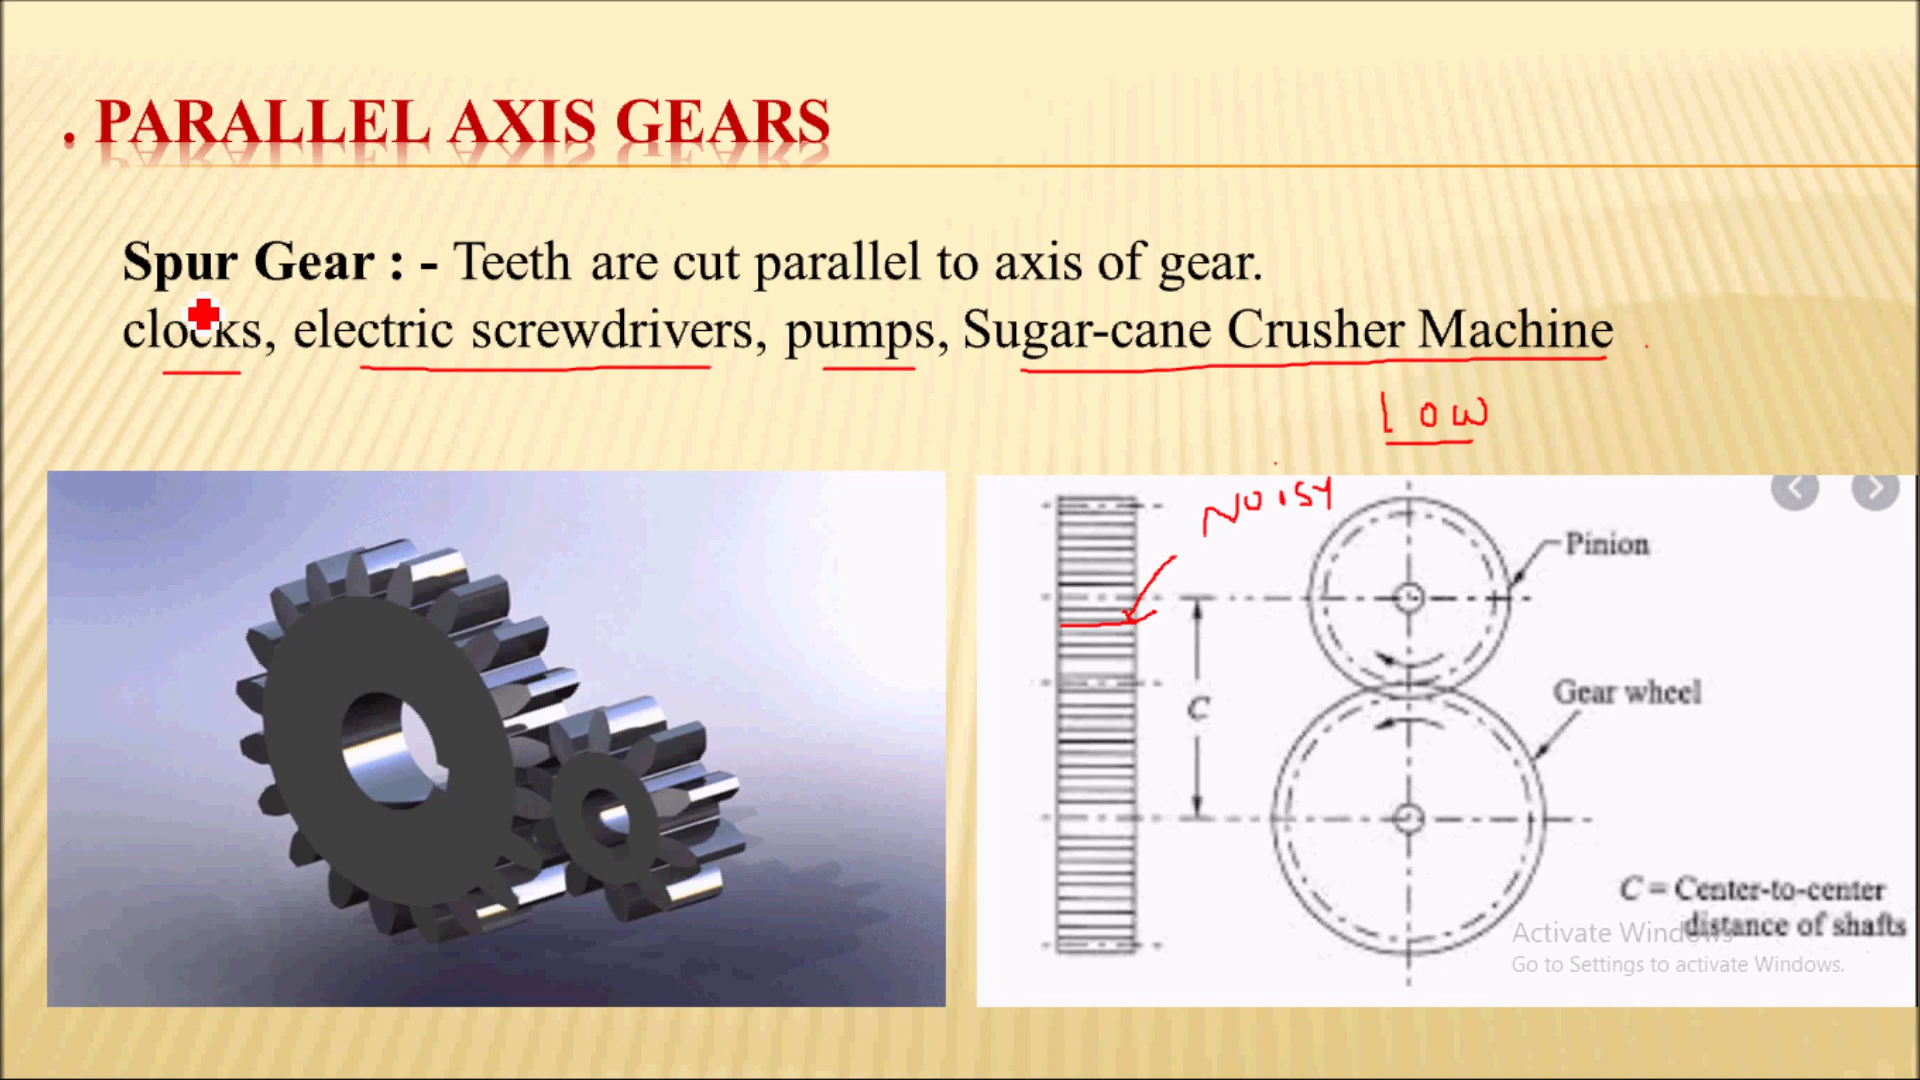 . PARALLEL AXIS GEARS
Spur Gear : - Teeth are cut parallel to axis of gear.
clocks, electric screwdrivers, pumps, Sugar-cane Crusher Machine
low
NOISY
Pinion
Gear wheel
C
C = Center-to-center
distance of shafts
Activate Windows
Go to Settings to activate Windows.